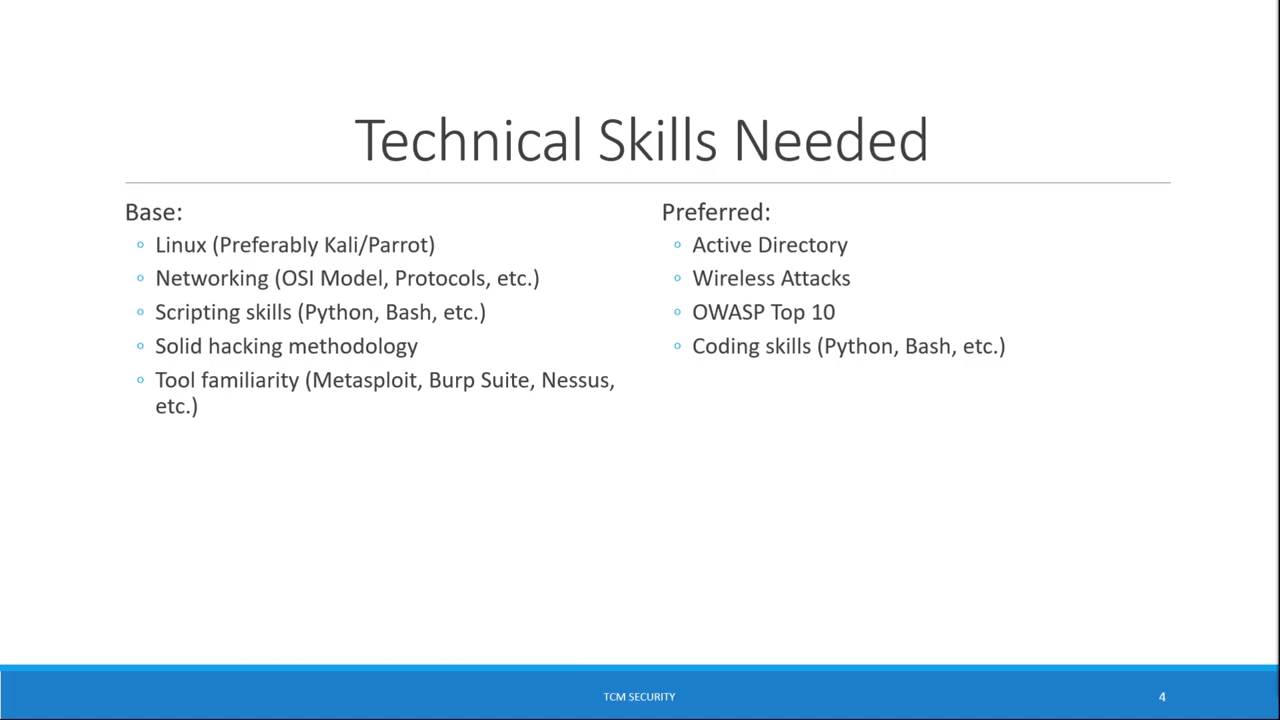 Technical Skills Needed
Base:
Linux (Preferably Kali/Parrot)
Networking (OSI Model, Protocols, etc.)
Scripting skills (Python, Bash, etc.)
Solid hacking methodology
Tool familiarity (Metasploit, Burp Suite, Nessus,
etc.)
Preferred:
Active Directory
Wireless Attacks
OWASP Top 10
Coding skills (Python, Bash, etc.)
TCM SECURITY
4